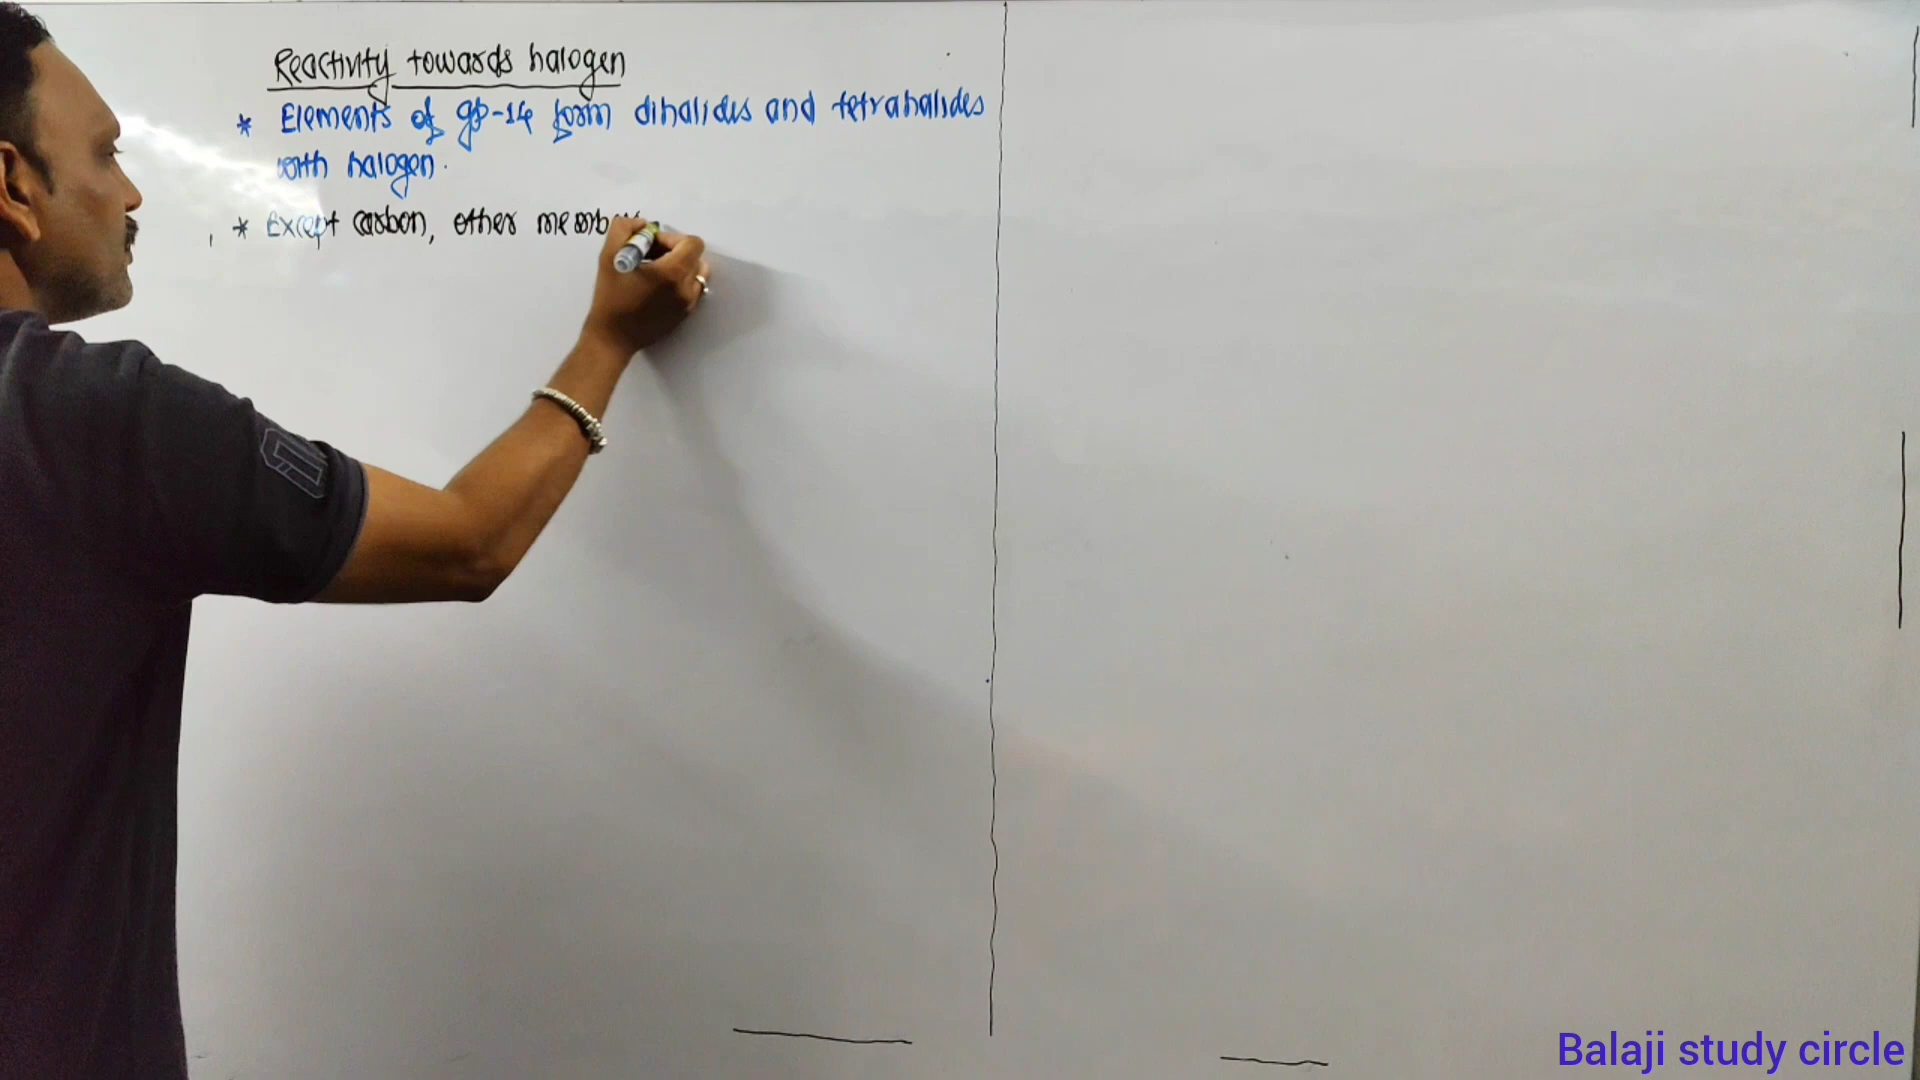 Reactivity towards halogen
* Elements of gp-14 form dihalides and tetrahalides
with halogen.
* Except carbon, other member
Balaji study circle